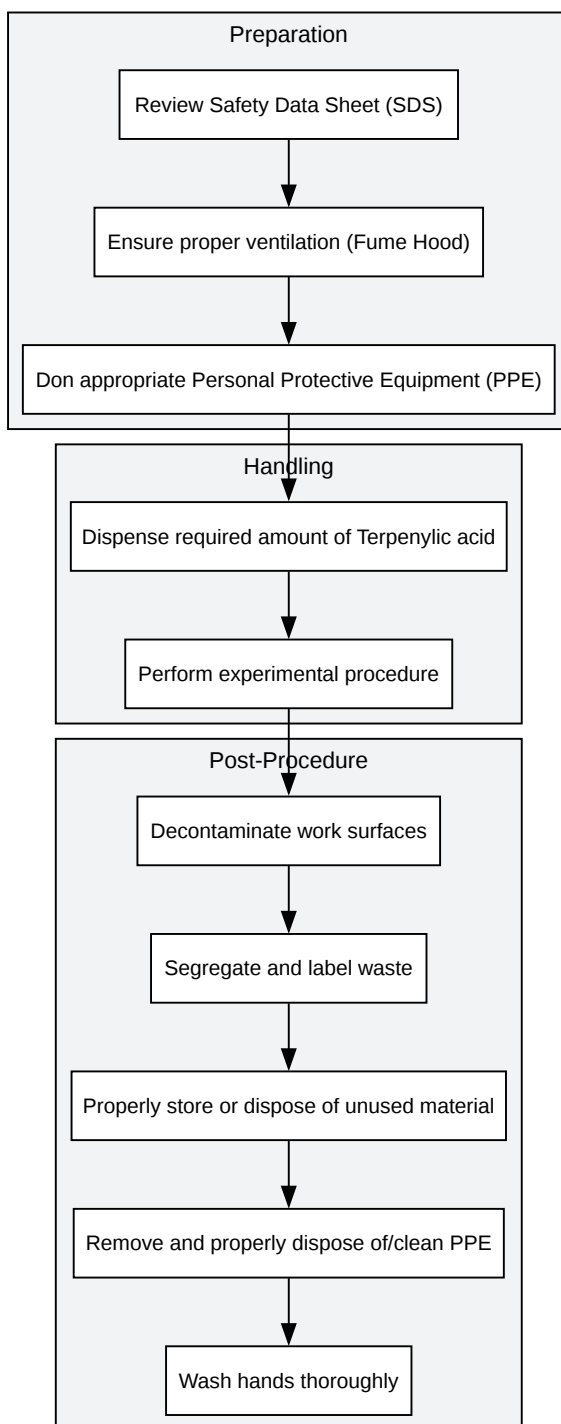 Preparation
Review Safety Data Sheet (SDS)
Ensure proper ventilation (Fume Hood)
Don appropriate Personal Protective Equipment (PPE)
Handling
Dispense required amount of Terpenylic acid
Perform experimental procedure
Post-Procedure
Decontaminate work surfaces
Segregate and label waste
Properly store or dispose of unused material
Remove and properly dispose of/clean PPE
Wash hands thoroughly